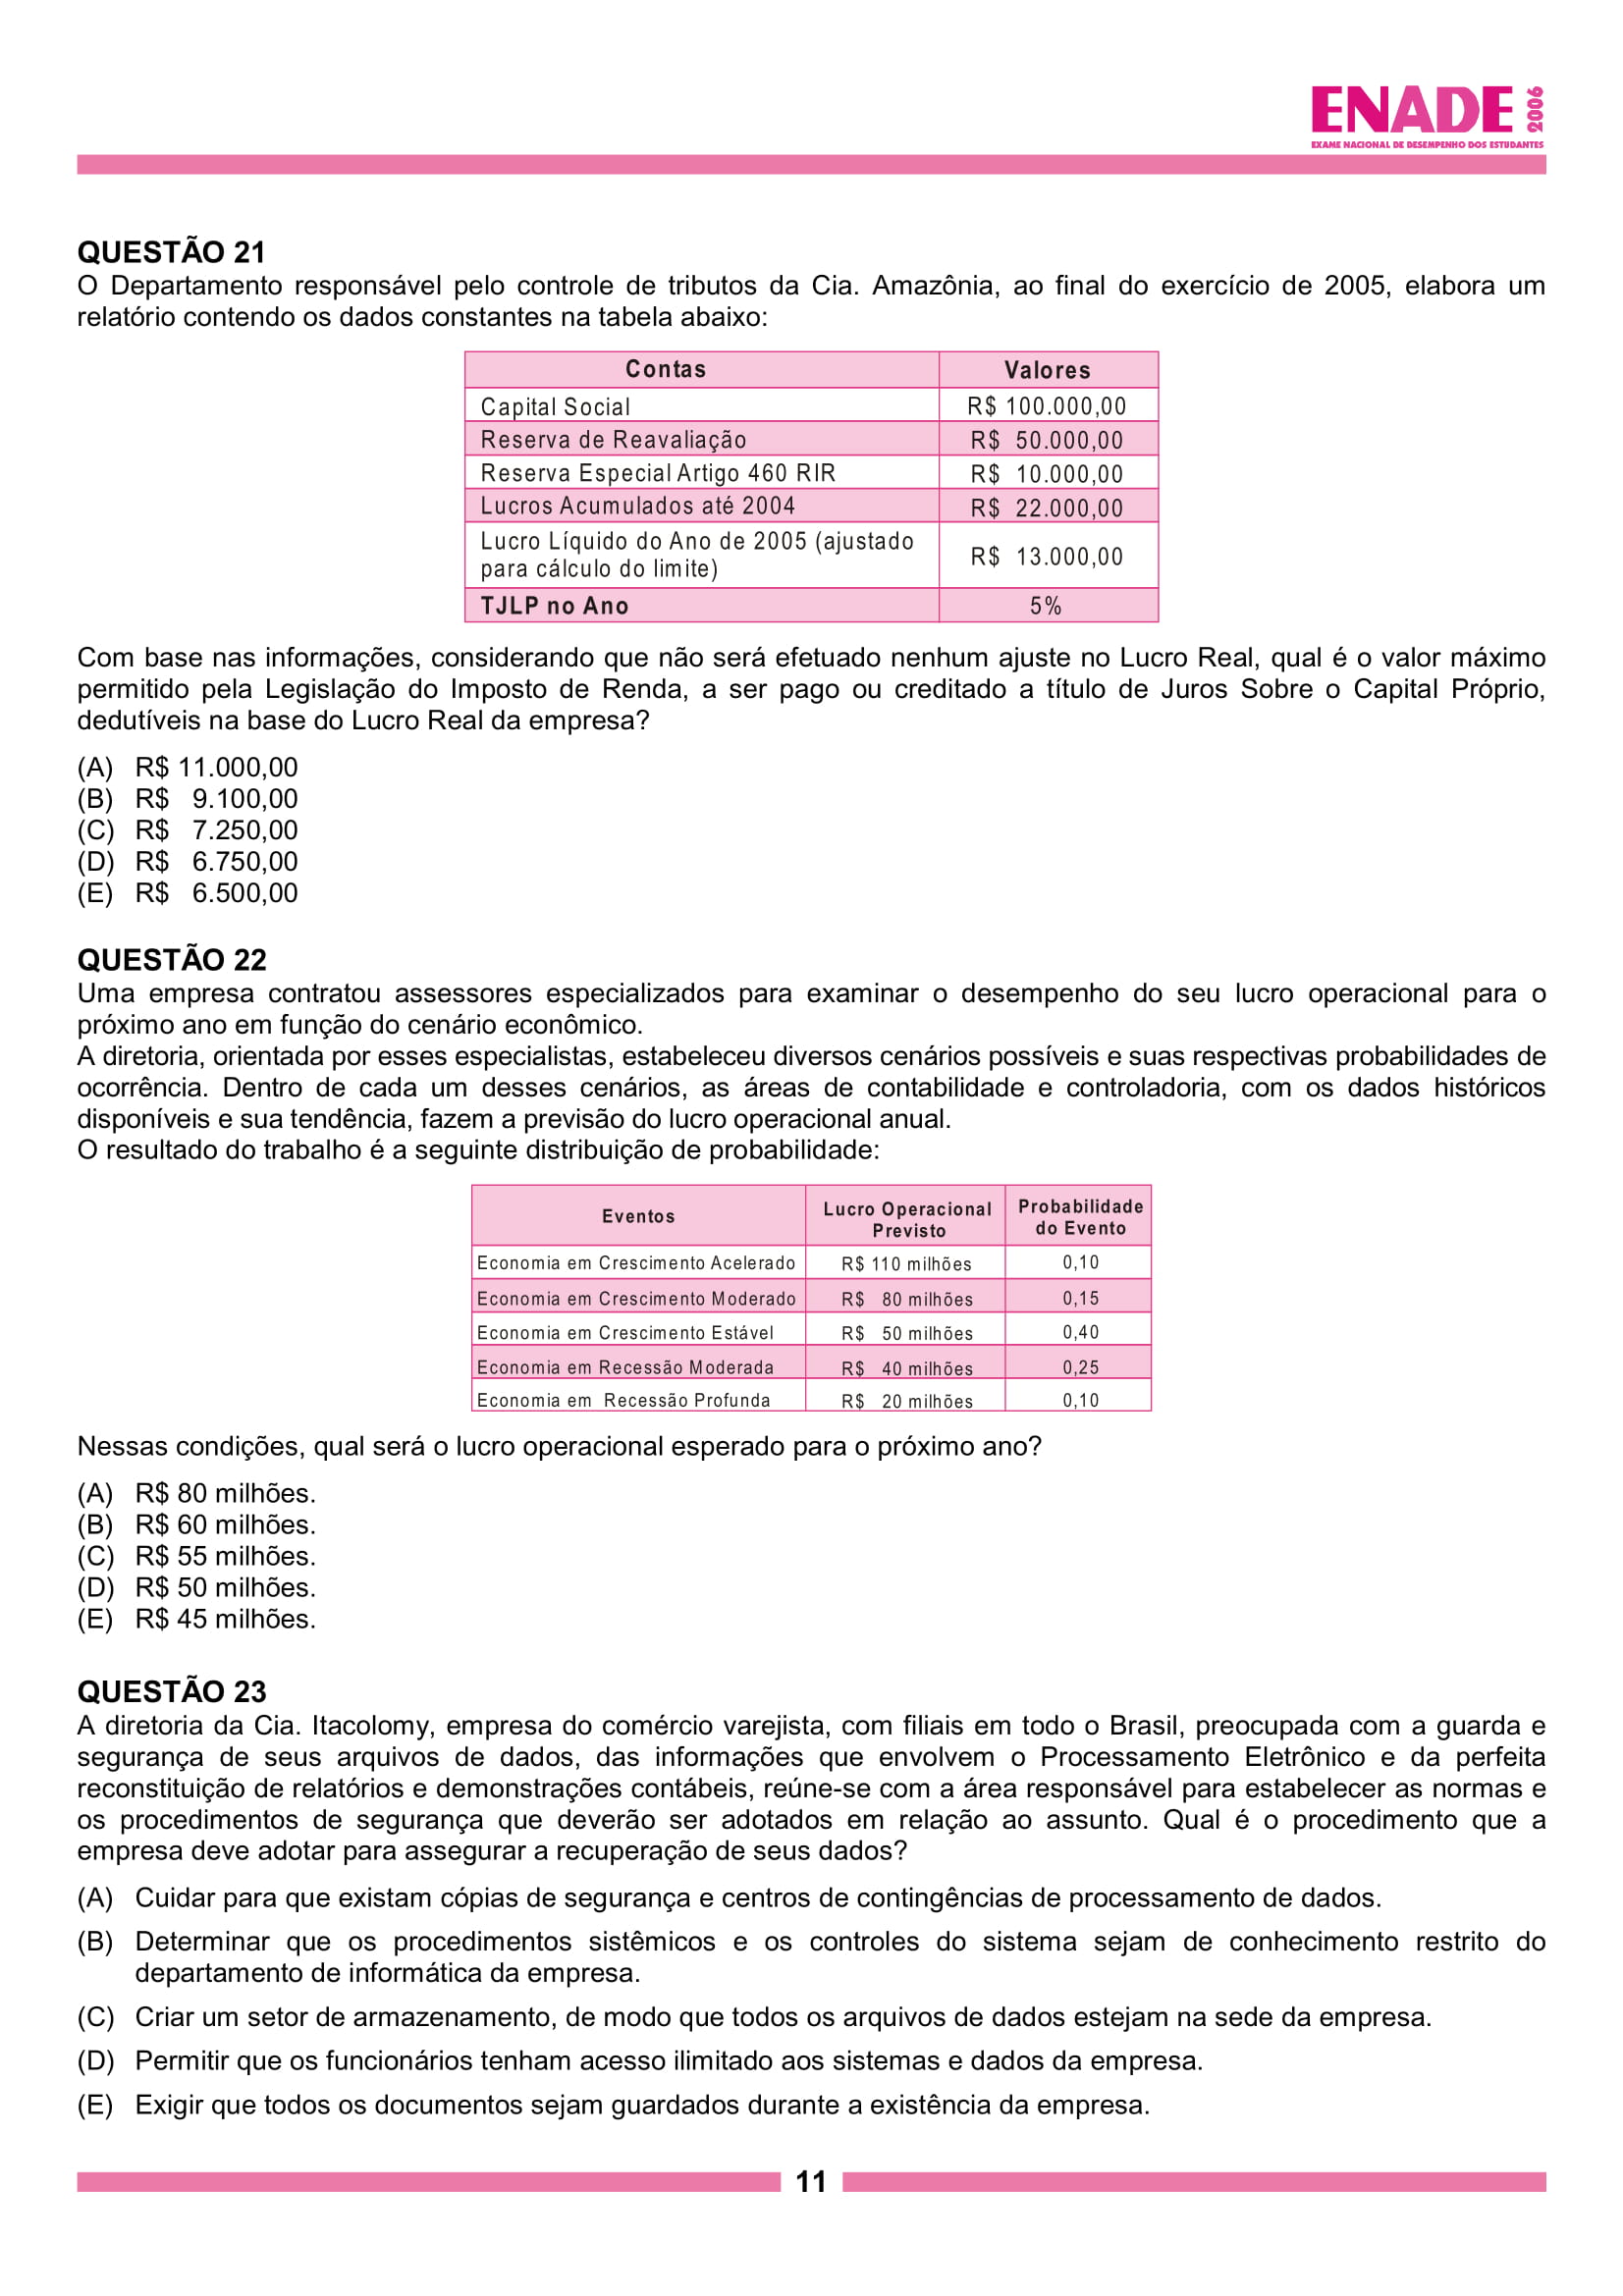 ENADE 2006
EXAME NACIONAL DE DESEMPENHO DOS ESTUDANTES
QUESTÃO 21
O Departamento responsável pelo controle de tributos da Cia. Amazônia, ao final do exercício de 2005, elabora um
relatório contendo os dados constantes na tabela abaixo:
Contas Valores
Capital Social R$ 100.000,00
Reserva de Reavaliação R$ 50.000,00
Reserva Especial Artigo 460 RIR R$ 10.000,00
Lucros Acumulados até 2004 R$ 22.000,00
Lucro Líquido do Ano de 2005 (ajustado
para cálculo do limite) R$ 13.000,00
TJLP no Ano 5%
Com base nas informações, considerando que não será efetuado nenhum ajuste no Lucro Real, qual é o valor máximo
permitido pela Legislação do Imposto de Renda, a ser pago ou creditado a título de Juros Sobre o Capital Próprio,
dedutíveis na base do Lucro Real da empresa?
(A) R$ 11.000,00
(B) R$ 9.100,00
(C) R$ 7.250,00
(D) R$ 6.750,00
(E) R$ 6.500,00
QUESTÃO 22
Uma empresa contratou assessores especializados para examinar o desempenho do seu lucro operacional para o
próximo ano em função do cenário econômico.
A diretoria, orientada por esses especialistas, estabeleceu diversos cenários possíveis e suas respectivas probabilidades de
ocorrência. Dentro de cada um desses cenários, as áreas de contabilidade e controladoria, com os dados históricos
disponíveis e sua tendência, fazem a previsão do lucro operacional anual.
O resultado do trabalho é a seguinte distribuição de probabilidade:
Eventos Lucro Operacional Previsto Probabilidade do Evento
Economia em Crescimento Acelerado R$ 110 milhões 0,10
Economia em Crescimento Moderado R$ 80 milhões 0,15
Economia em Crescimento Estável R$ 50 milhões 0,40
Economia em Recessão Moderada R$ 40 milhões 0,25
Economia em Recessão Profunda R$ 20 milhões 0,10
Nessas condições, qual será o lucro operacional esperado para o próximo ano?
(A) R$ 80 milhões.
(B) R$ 60 milhões.
(C) R$ 55 milhões.
(D) R$ 50 milhões.
(E) R$ 45 milhões.
QUESTÃO 23
A diretoria da Cia. Itacolomy, empresa do comércio varejista, com filiais em todo o Brasil, preocupada com a guarda e
segurança de seus arquivos de dados, das informações que envolvem o Processamento Eletrônico e da perfeita
reconstituição de relatórios e demonstrações contábeis, reúne-se com a área responsável para estabelecer as normas e
os procedimentos de segurança que deverão ser adotados em relação ao assunto. Qual é o procedimento que a
empresa deve adotar para assegurar a recuperação de seus dados?
(A) Cuidar para que existam cópias de segurança e centros de contingências de processamento de dados.
(B) Determinar que os procedimentos sistêmicos e os controles do sistema sejam de conhecimento restrito do
departamento de informática da empresa.
(C) Criar um setor de armazenamento, de modo que todos os arquivos de dados estejam na sede da empresa.
(D) Permitir que os funcionários tenham acesso ilimitado aos sistemas e dados da empresa.
(E) Exigir que todos os documentos sejam guardados durante a existência da empresa.
11